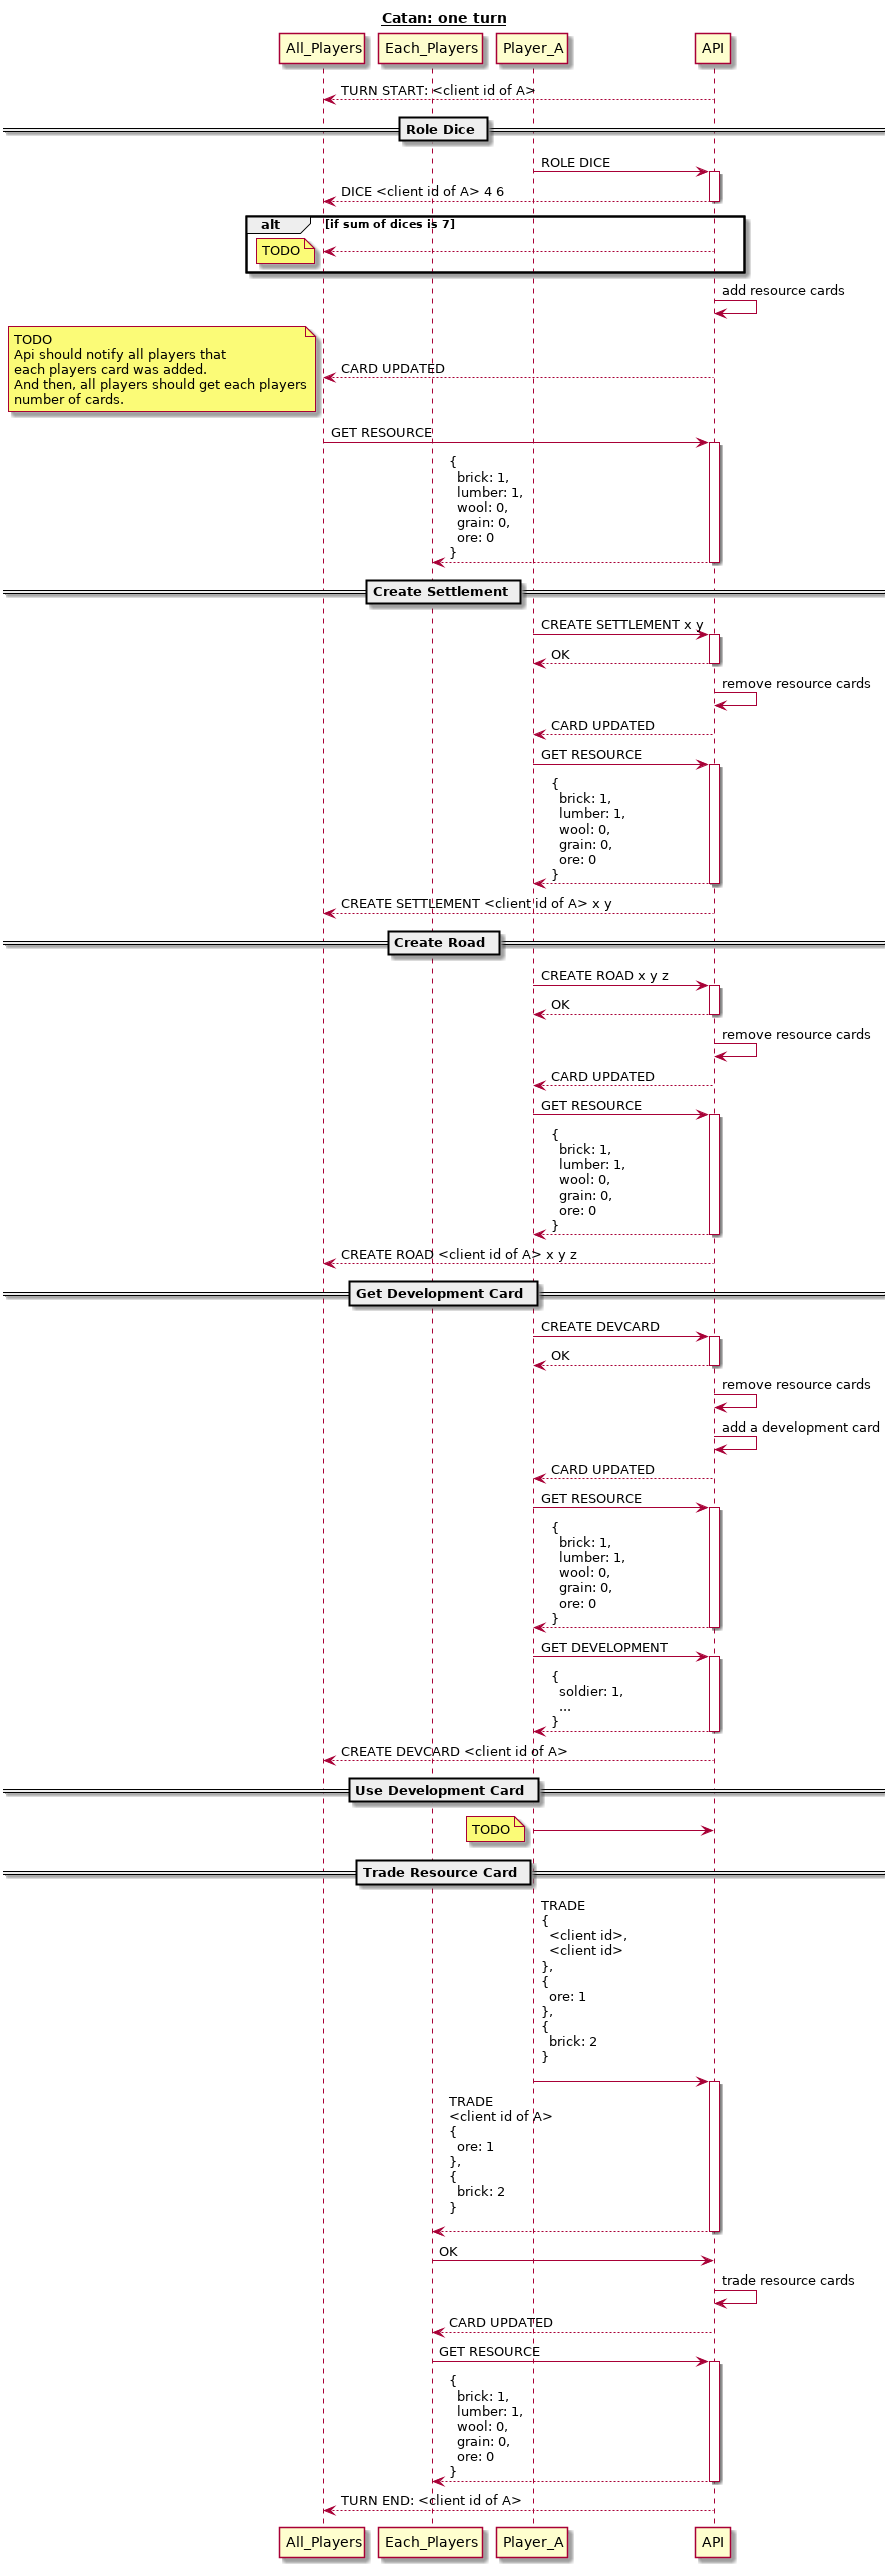 Catan: one turn
All_Players
Each_Players
Player_A
API
TURN START: <client id of A>
Role Dice
ROLE DICE
DICE <client id of A> 4 6
alt
[if sum of dices is 7]
TODO
add resource cards
TODO
Api should notify all players that
each players card was added.
And then, all players should get each players
number of cards.
CARD UPDATED
GET RESOURCE
{
brick: 1,
lumber: 1,
wool: 0,
grain: 0,
ore: 0
}
Create Settlement
CREATE SETTLEMENT x y
OK
remove resource cards
CARD UPDATED
GET RESOURCE
{
brick: 1,
lumber: 1,
wool: 0,
grain: 0,
ore: 0
}
CREATE SETTLEMENT <client id of A> x y
Create Road
CREATE ROAD x y z
OK
remove resource cards
CARD UPDATED
GET RESOURCE
{
brick: 1,
lumber: 1,
wool: 0,
grain: 0,
ore: 0
}
CREATE ROAD <client id of A> x y z
Get Development Card
CREATE DEVCARD
OK
remove resource cards
add a development card
CARD UPDATED
GET RESOURCE
{
brick: 1,
lumber: 1,
wool: 0,
grain: 0,
ore: 0
}
GET DEVELOPMENT
{
soldier: 1,
...
}
CREATE DEVCARD <client id of A>
Use Development Card
TODO
Trade Resource Card
TRADE
{
<client id>,
<client id>
},
{
ore: 1
},
{
brick: 2
}
TRADE
<client id of A>
{
ore: 1
},
{
brick: 2
}
OK
trade resource cards
CARD UPDATED
GET RESOURCE
{
brick: 1,
lumber: 1,
wool: 0,
grain: 0,
ore: 0
}
TURN END: <client id of A>
All_Players
Each_Players
Player_A
API